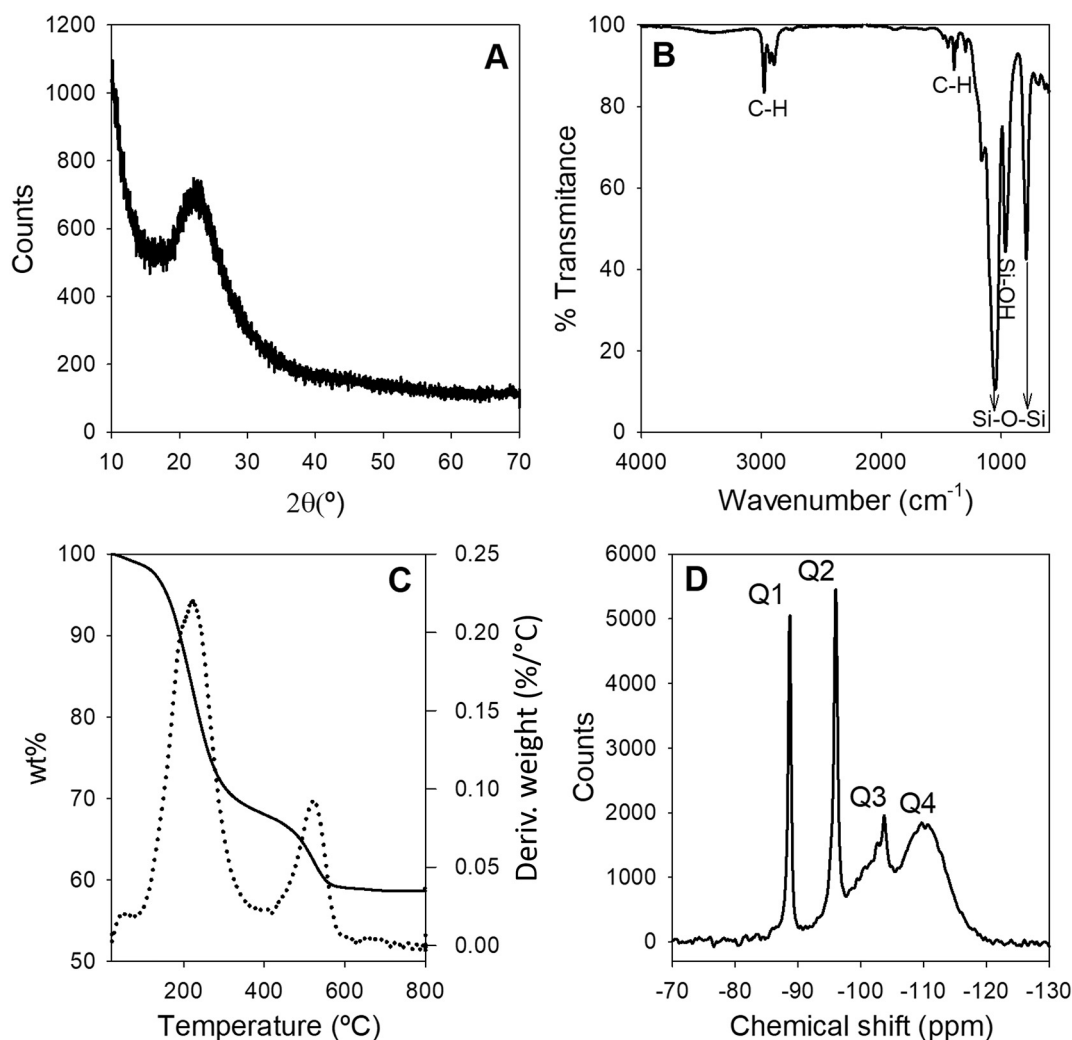 A
1200
1000
800
600
400
200
0
Counts
10 20 30 40 50 60 70
2θ(º)
B
100
80
60
40
20
0
% Transmitance
C-H
C-H
Si-OH
Si-O-Si
4000 3000 2000 1000
Wavenumber (cm⁻¹)
C
100
90
80
70
60
50
wt%
0.25
0.20
0.15
0.10
0.05
0.00
Deriv. weight (%/°C)
200 400 600 800
Temperature (ºC)
D
6000
5000
4000
3000
2000
1000
0
Counts
Q1
Q2
Q3
Q4
-70 -80 -90 -100 -110 -120 -130
Chemical shift (ppm)